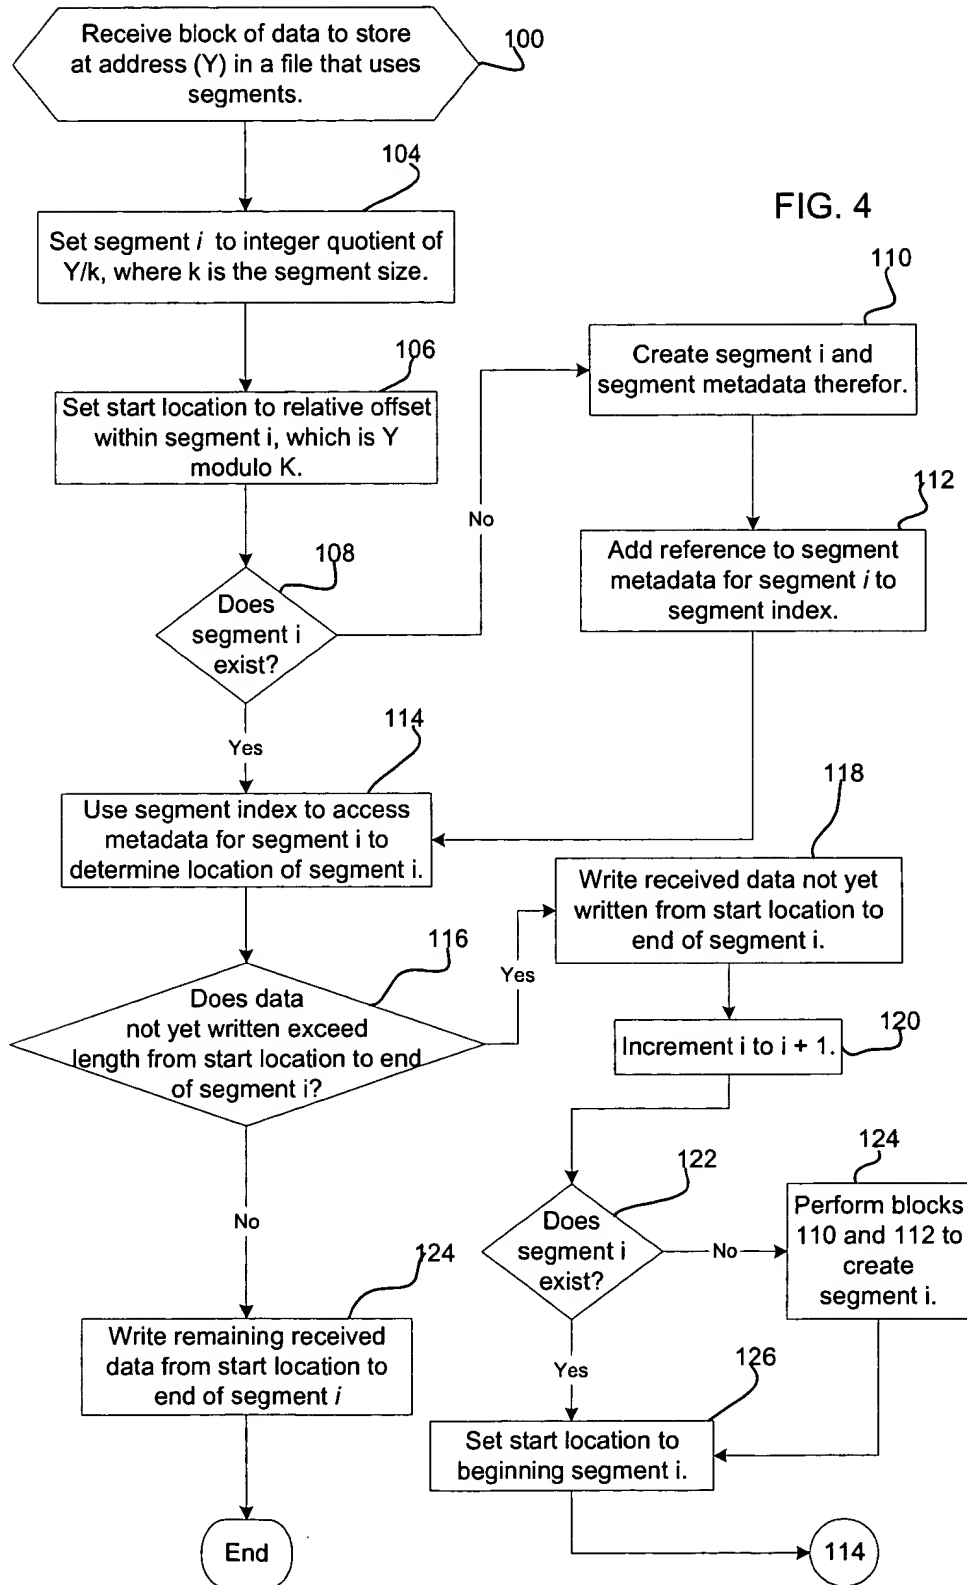 Receive block of data to store
at address (Y) in a file that uses
segments.
100
104
FIG. 4
Set segment i to integer quotient of
Y/k, where k is the segment size.
110
106
Create segment i and
segment metadata therefor.
Set start location to relative offset
within segment i, which is Y
modulo K.
112
No
108
Add reference to segment
metadata for segment i to
segment index.
Does
segment i
exist?
114
Yes
118
Use segment index to access
metadata for segment i to
determine location of segment i.
Write received data not yet
written from start location to
end of segment i.
116
Yes
Does data
not yet written exceed
length from start location to end
of segment i?
120
Increment i to i + 1.
122
124
Perform blocks
110 and 112 to
create
segment i.
Does
segment i
exist?
No
No
124
Write remaining received
data from start location to
end of segment i
Yes
126
Set start location to
beginning segment i.
End
114